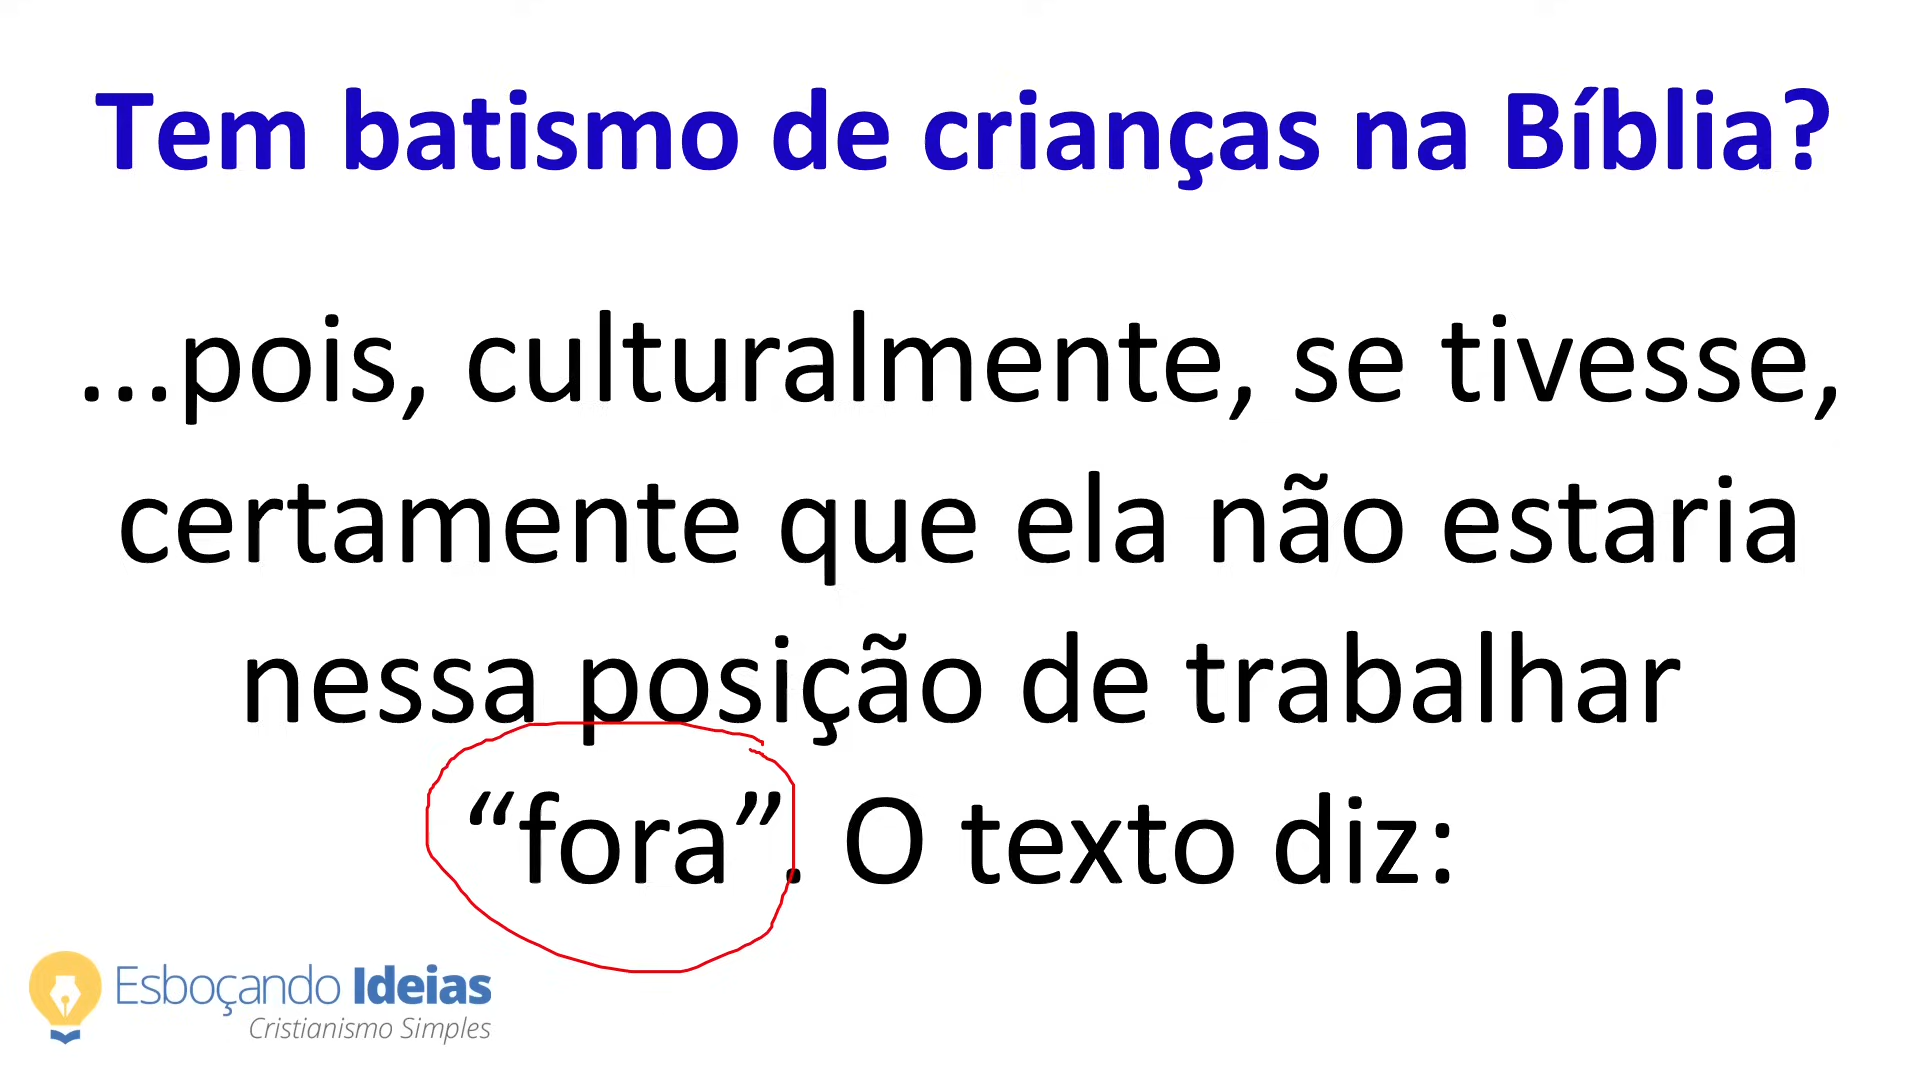 Tem batismo de crianças na Bíblia?
...pois, culturalmente, se tivesse,
certamente que ela não estaria
nessa posição de trabalhar
“fora”. O texto diz:
Esboçando Ideias
Cristianismo Simples